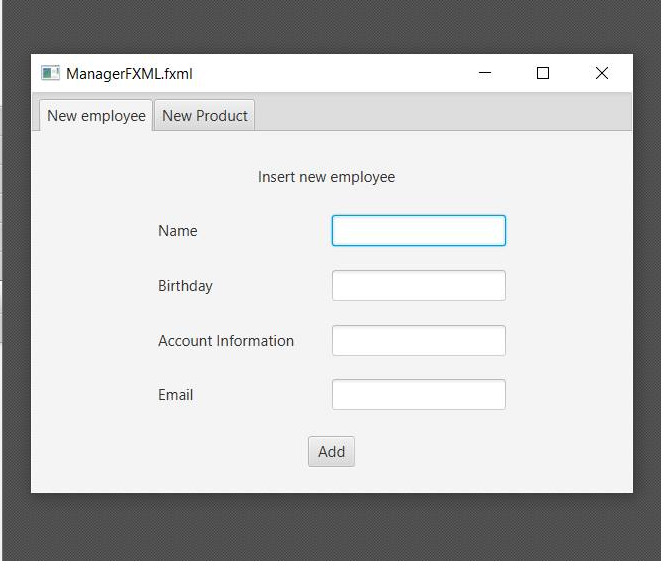 ManagerFXML.fxml
New employee New Product
Insert new employee
Name
Birthday
Account Information
Email
Add